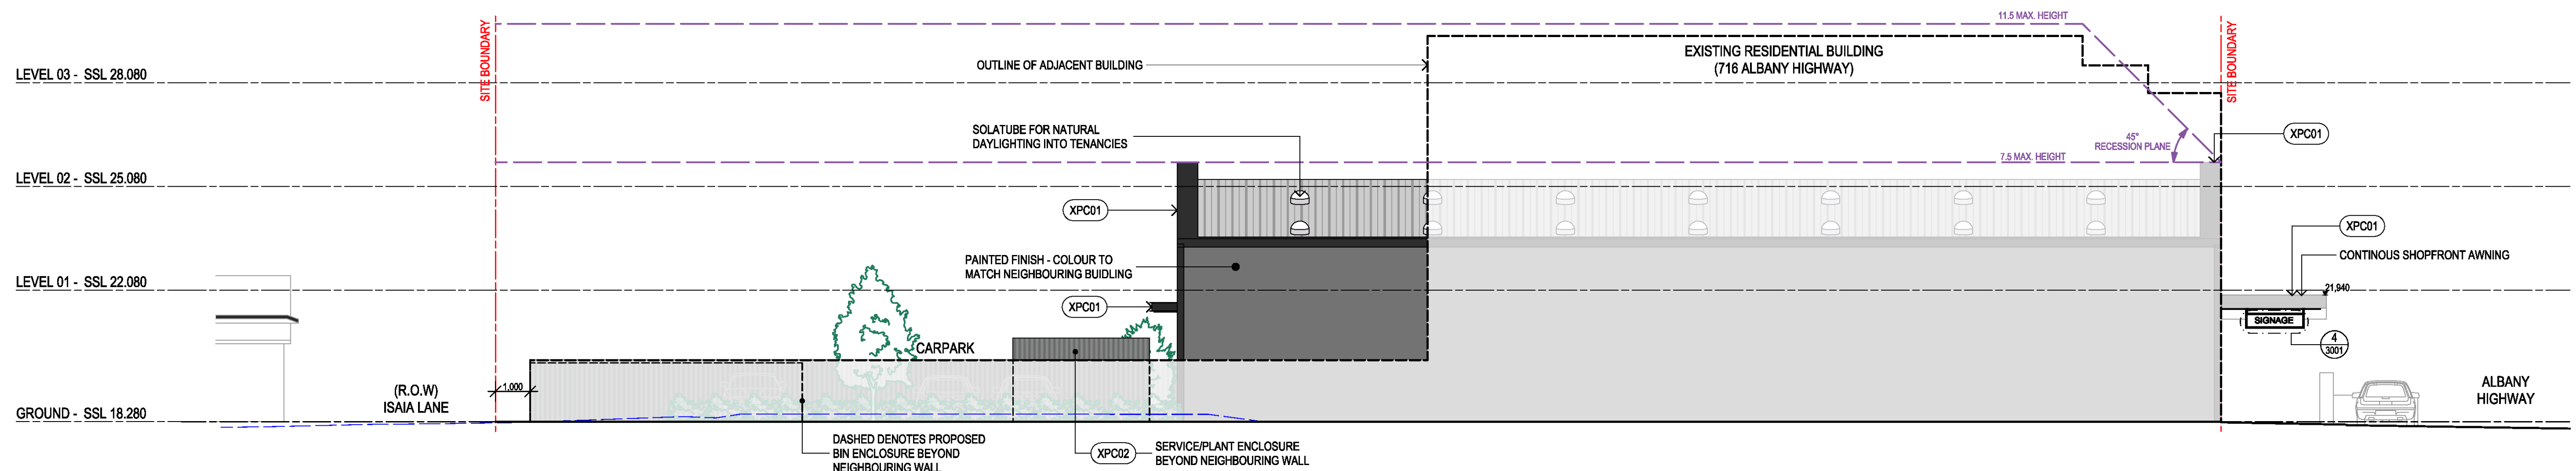 11.5 MAX. HEIGHT
SITE BOUNDARY
SITE BOUNDARY
EXISTING RESIDENTIAL BUILDING
(716 ALBANY HIGHWAY)
OUTLINE OF ADJACENT BUILDING
LEVEL 03 - SSL 28.080
SOLATUBE FOR NATURAL
DAYLIGHTING INTO TENANCIES
45°
RECESSION PLANE
XPC01
7.5 MAX. HEIGHT
LEVEL 02 - SSL 25.080
XPC01
XPC01
CONTINOUS SHOPFRONT AWNING
PAINTED FINISH - COLOUR TO
MATCH NEIGHBOURING BUIDLING
LEVEL 01 - SSL 22.080
21,940
XPC01
SIGNAGE
4
3001
CARPARK
1,000
(R.O.W)
ISAIA LANE
ALBANY
HIGHWAY
GROUND - SSL 18.280
DASHED DENOTES PROPOSED
BIN ENCLOSURE BEYOND
NEIGHBOURING WALL
XPC02
SERVICE/PLANT ENCLOSURE
BEYOND NEIGHBOURING WALL